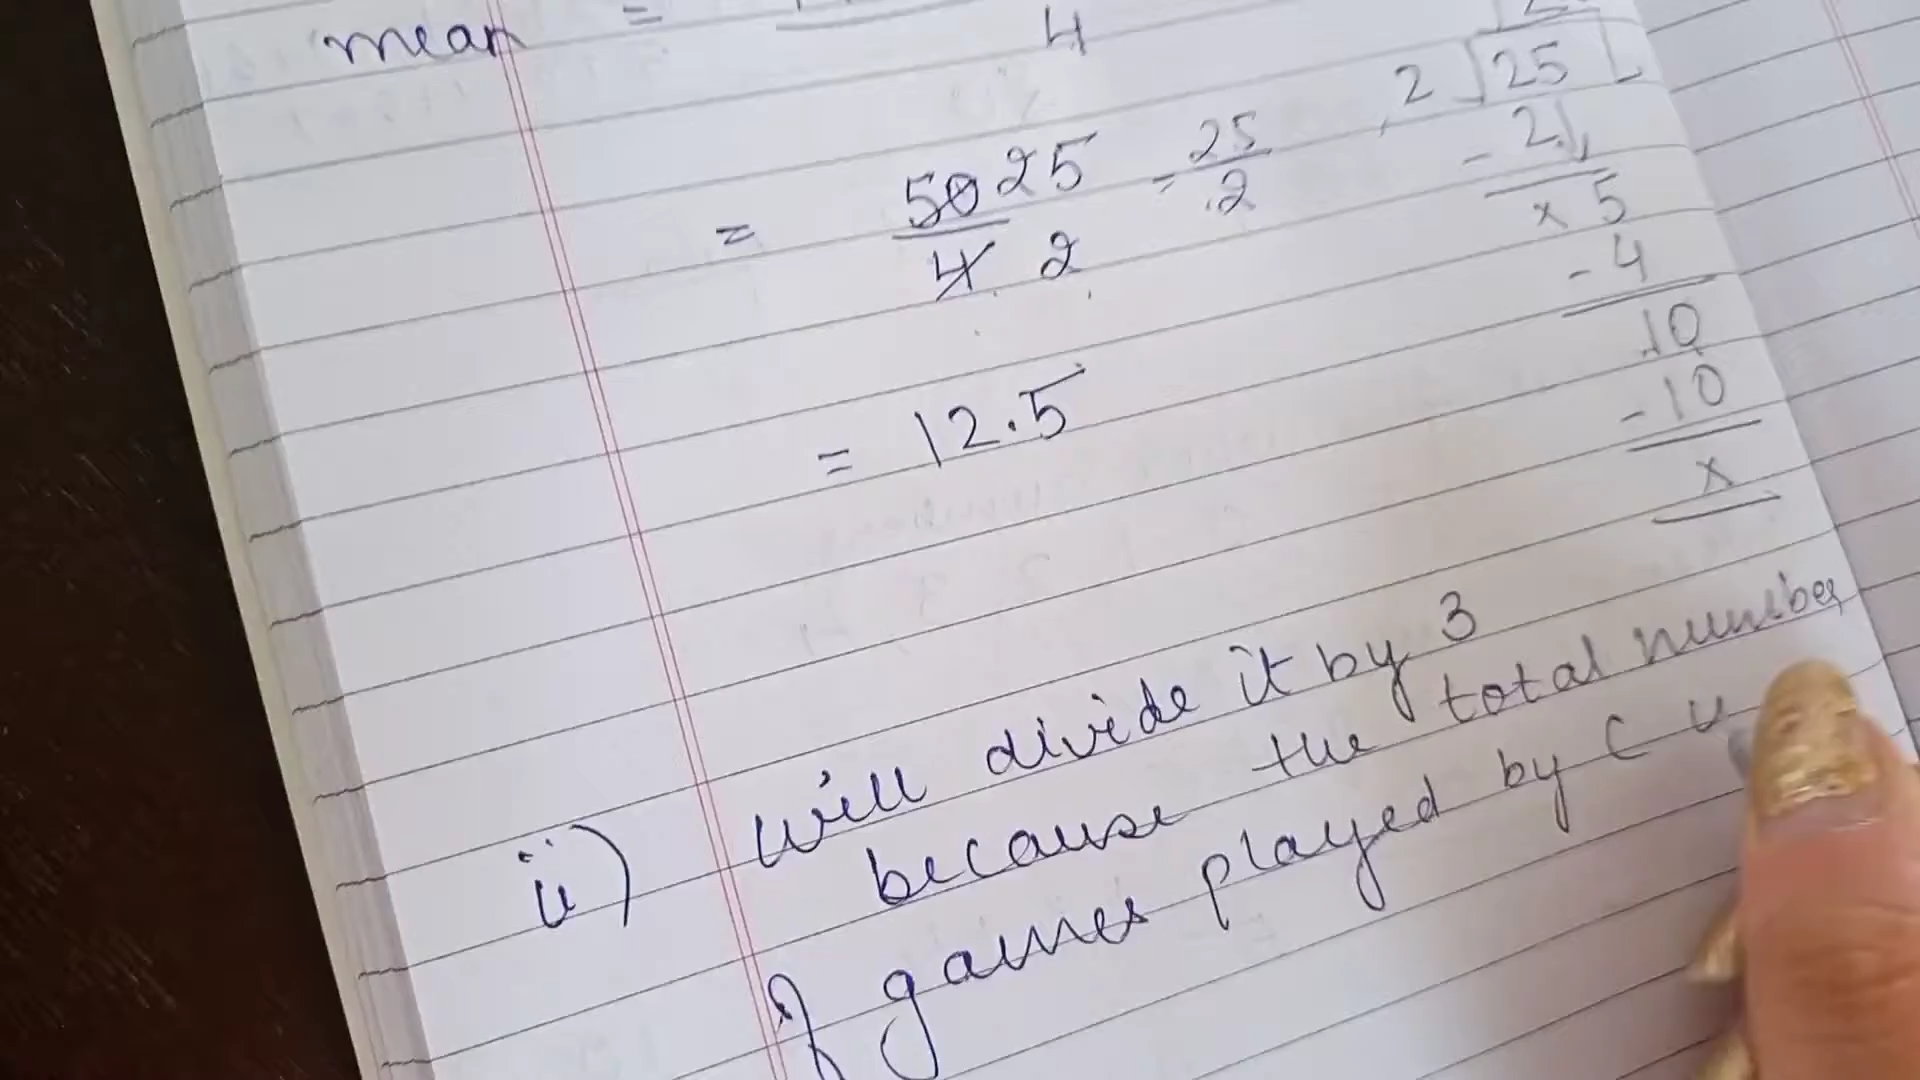 mean =
4
= 50 25 = 25
4 2 2
= 12.5
2 25
- 2
x 5
- 4
10
- 10
x
ii) will divide it by 3
because the total number
of games played by C